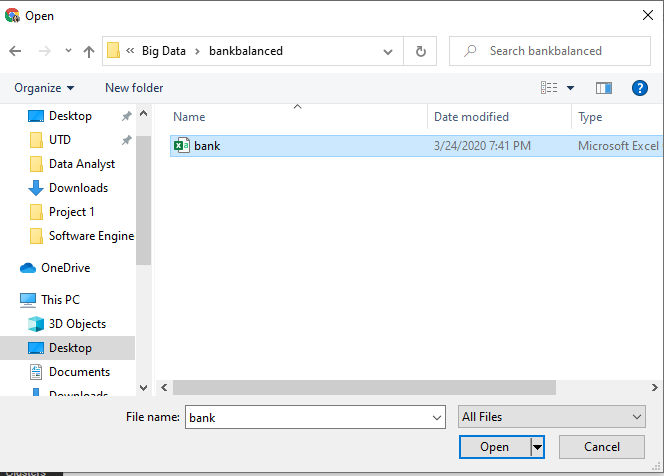 Open
« Big Data › bankbalanced
Search bankbalanced
Organize
New folder
?
Name
Date modified
Type
Desktop
UTD
Data Analyst
Downloads
Project 1
Software Engine
OneDrive
This PC
3D Objects
Desktop
Documents
Downloads
bank
3/24/2020 7:41 PM
Microsoft Excel
File name:
bank
All Files
Open
Cancel
Clusters